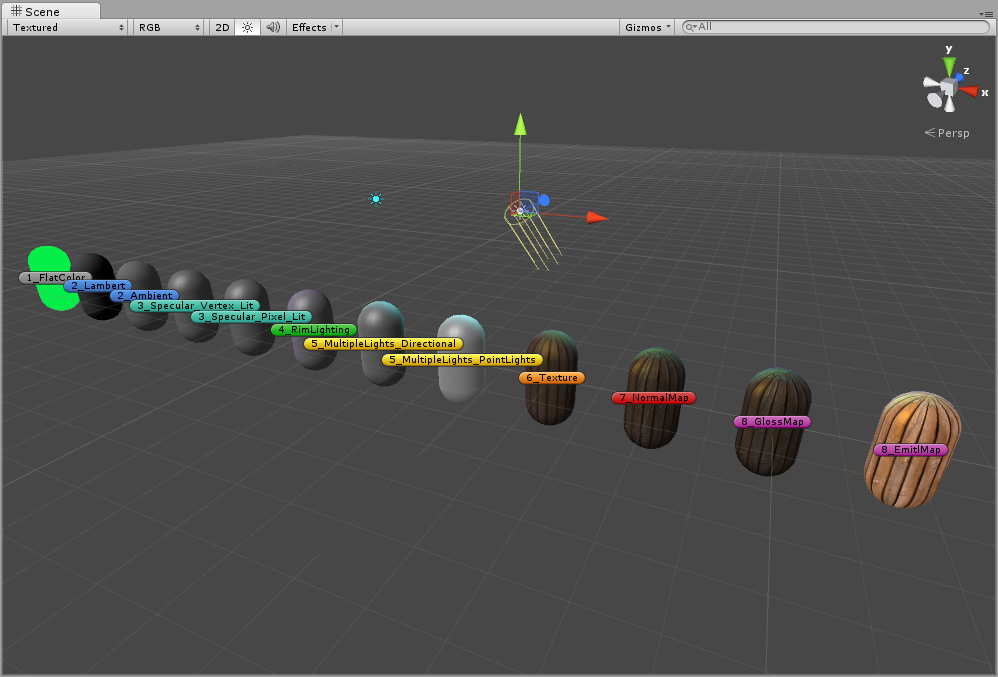 Scene
Textured RGB 2D Effects Gizmos All
y
z
x
Persp
1_FlatColor
2_Lambert
2_Ambient
3_Specular_Vertex_Lit
3_Specular_Pixel_Lit
4_RimLighting
5_MultipleLights_Directional
5_MultipleLights_PointLights
6_Texture
7_NormalMap
8_GlossMap
8_EmitlMap